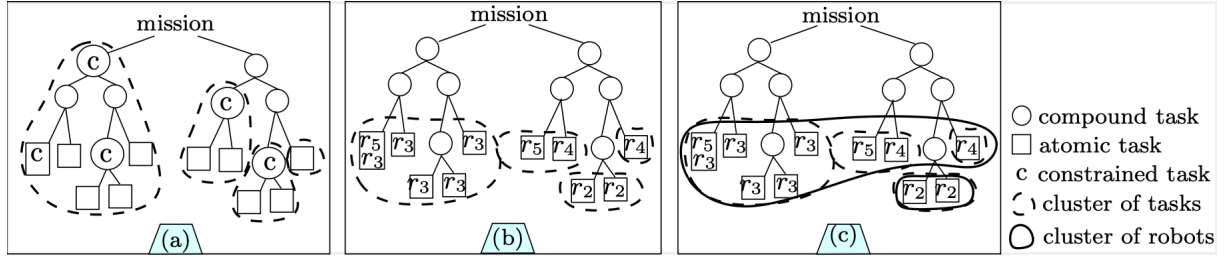 mission
c
c
c
c
c
(a)
mission
r5
r3
r3
r3
r3
r3
r5
r4
r4
r2
r2
(b)
mission
r5
r3
r3
r3
r3
r3
r5
r4
r4
r2
r2
(c)
compound task
atomic task
c constrained task
cluster of tasks
cluster of robots